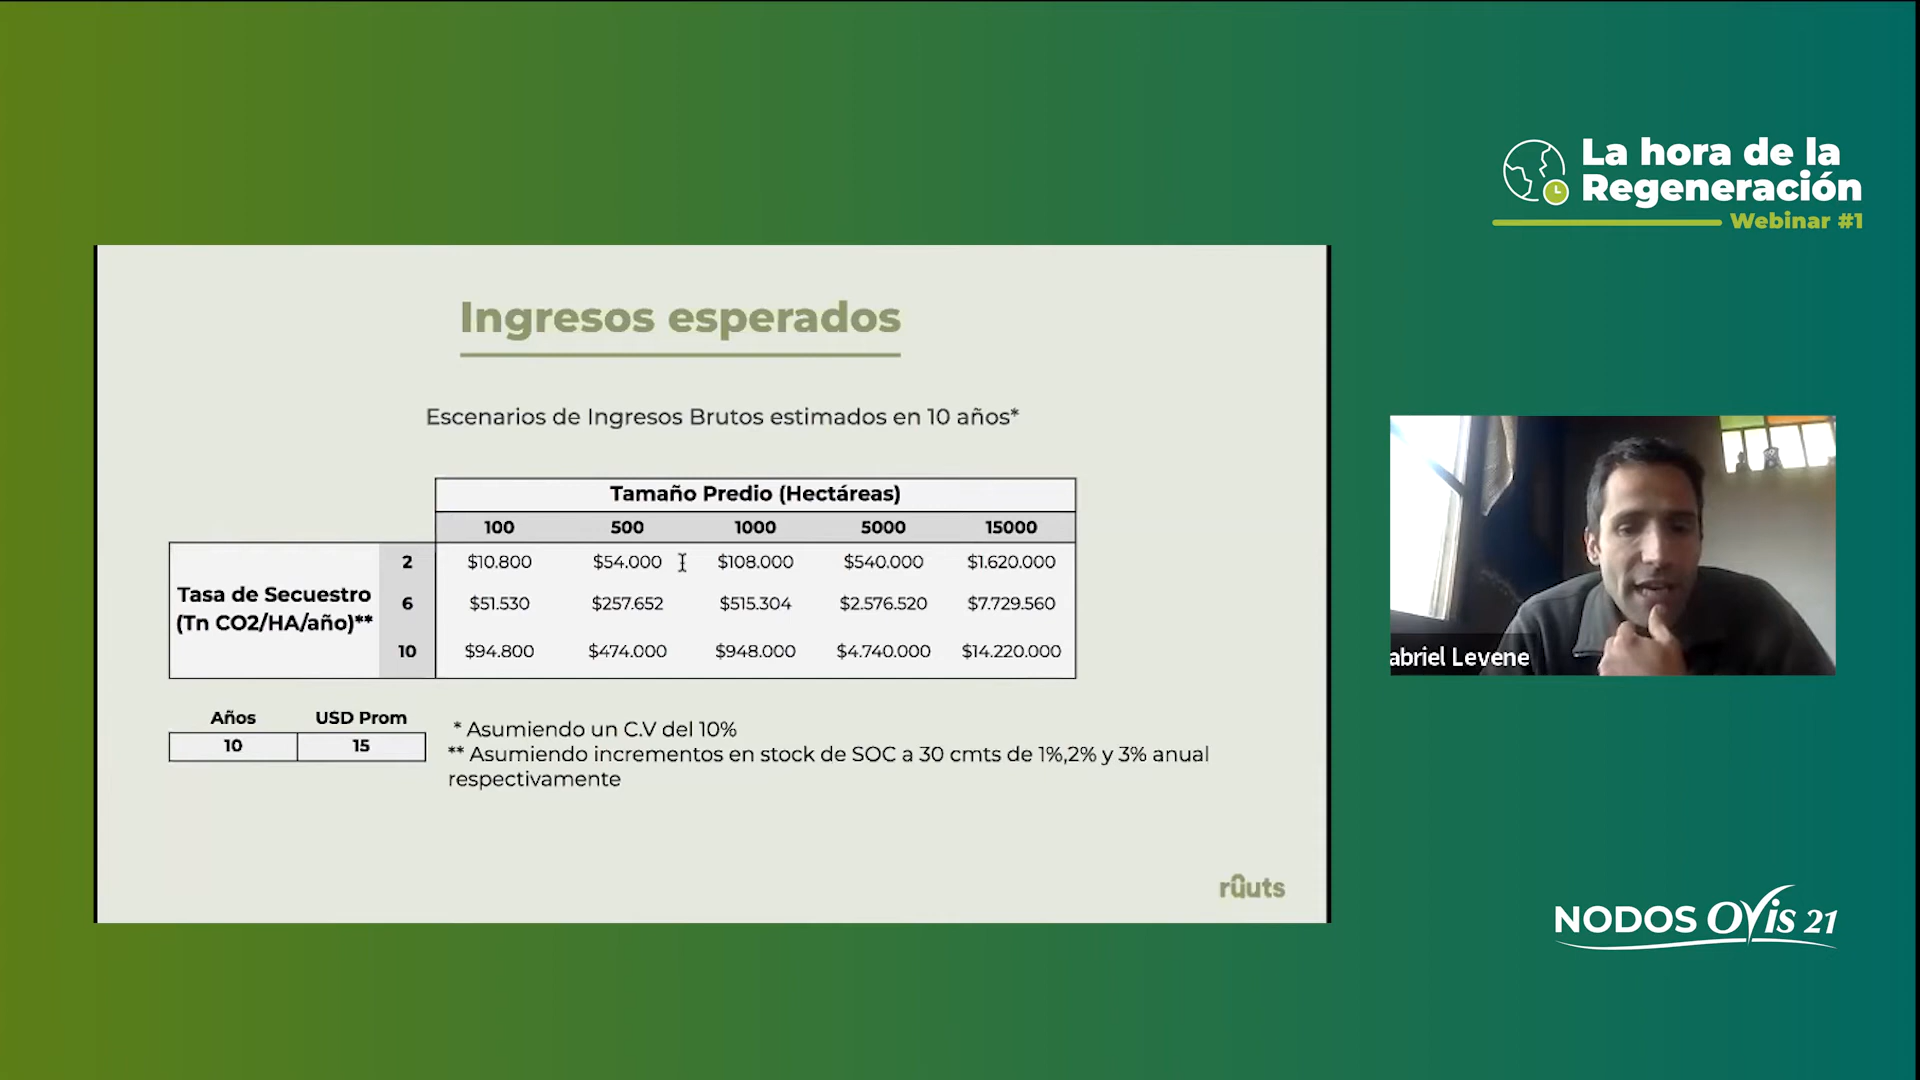 La hora de la
Regeneración
Webinar #1
Ingresos esperados
Escenarios de Ingresos Brutos estimados en 10 años*
Tamaño Predio (Hectáreas)
100 500 1000 5000 15000
Tasa de Secuestro
(Tn CO2/HA/año)**
2 $10.800 $54.000 $108.000 $540.000 $1.620.000
6 $51.530 $257.652 $515.304 $2.576.520 $7.729.560
10 $94.800 $474.000 $948.000 $4.740.000 $14.220.000
Años USD Prom
10 15
* Asumiendo un C.V del 10%
** Asumiendo incrementos en stock de SOC a 30 cmts de 1%,2% y 3% anual
respectivamente
rûuts
abriel Levene
NODOS Ovis 21